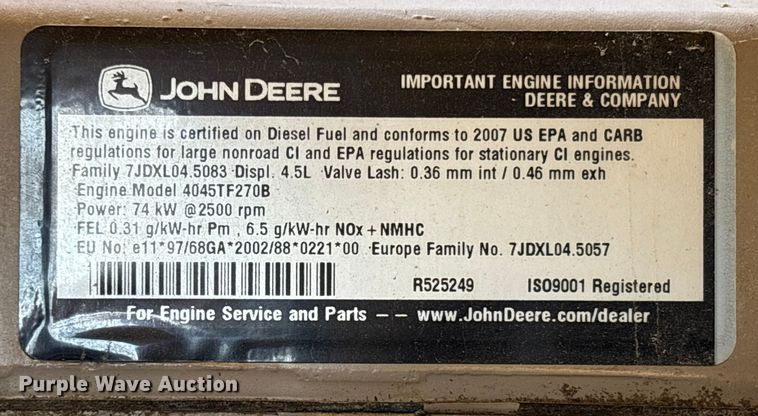 JOHN DEERE
IMPORTANT ENGINE INFORMATION
DEERE & COMPANY
This engine is certified on Diesel Fuel and conforms to 2007 US EPA and CARB
regulations for large nonroad CI and EPA regulations for stationary CI engines.
Family 7JDXL04.5083 Displ. 4.5L Valve Lash: 0.36 mm int / 0.46 mm exh
Engine Model 4045TF270B
Power: 74 kW @2500 rpm
FEL 0.31 g/kW-hr Pm , 6.5 g/kW-hr NOx + NMHC
EU No: e11*97/68GA*2002/88*0221*00 Europe Family No. 7JDXL04.5057
R525249 ISO9001 Registered
For Engine Service and Parts – – www.JohnDeere.com/dealer
Purple Wave Auction